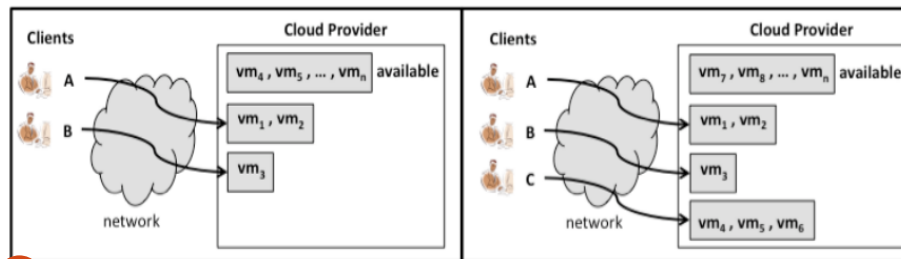 Cloud Provider
Clients
vm₄ , vm₅ , ... , vmₙ available
A
vm₁ , vm₂
B
vm₃
network
Cloud Provider
Clients
vm₇ , vm₈ , ... , vmₙ available
A
vm₁ , vm₂
B
vm₃
C
vm₄ , vm₅ , vm₆
network